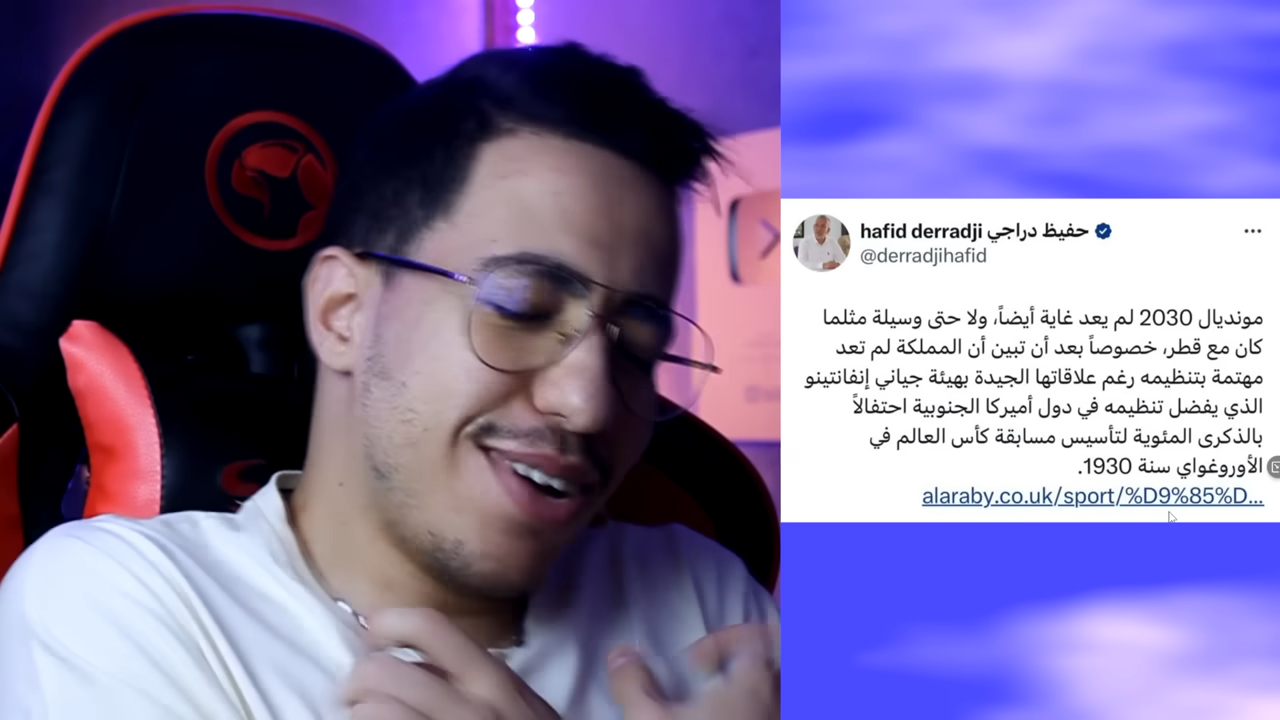 hafid derradji حفيظ دراجي
@derradjihafid
مونديال 2030 لم يعد غاية أيضاً، ولا حتى وسيلة مثلما
كان مع قطر، خصوصاً بعد أن تبين أن المملكة لم تعد
مهتمة بتنظيمه رغم علاقاتها الجيدة بهيئة جياني إنفانتينو
الذي يفضل تنظيمه في دول أميركا الجنوبية احتفالاً
بالذكرى المئوية لتأسيس مسابقة كأس العالم في
الأوروغواي سنة 1930.
alaraby.co.uk/sport/%D9%85%D...